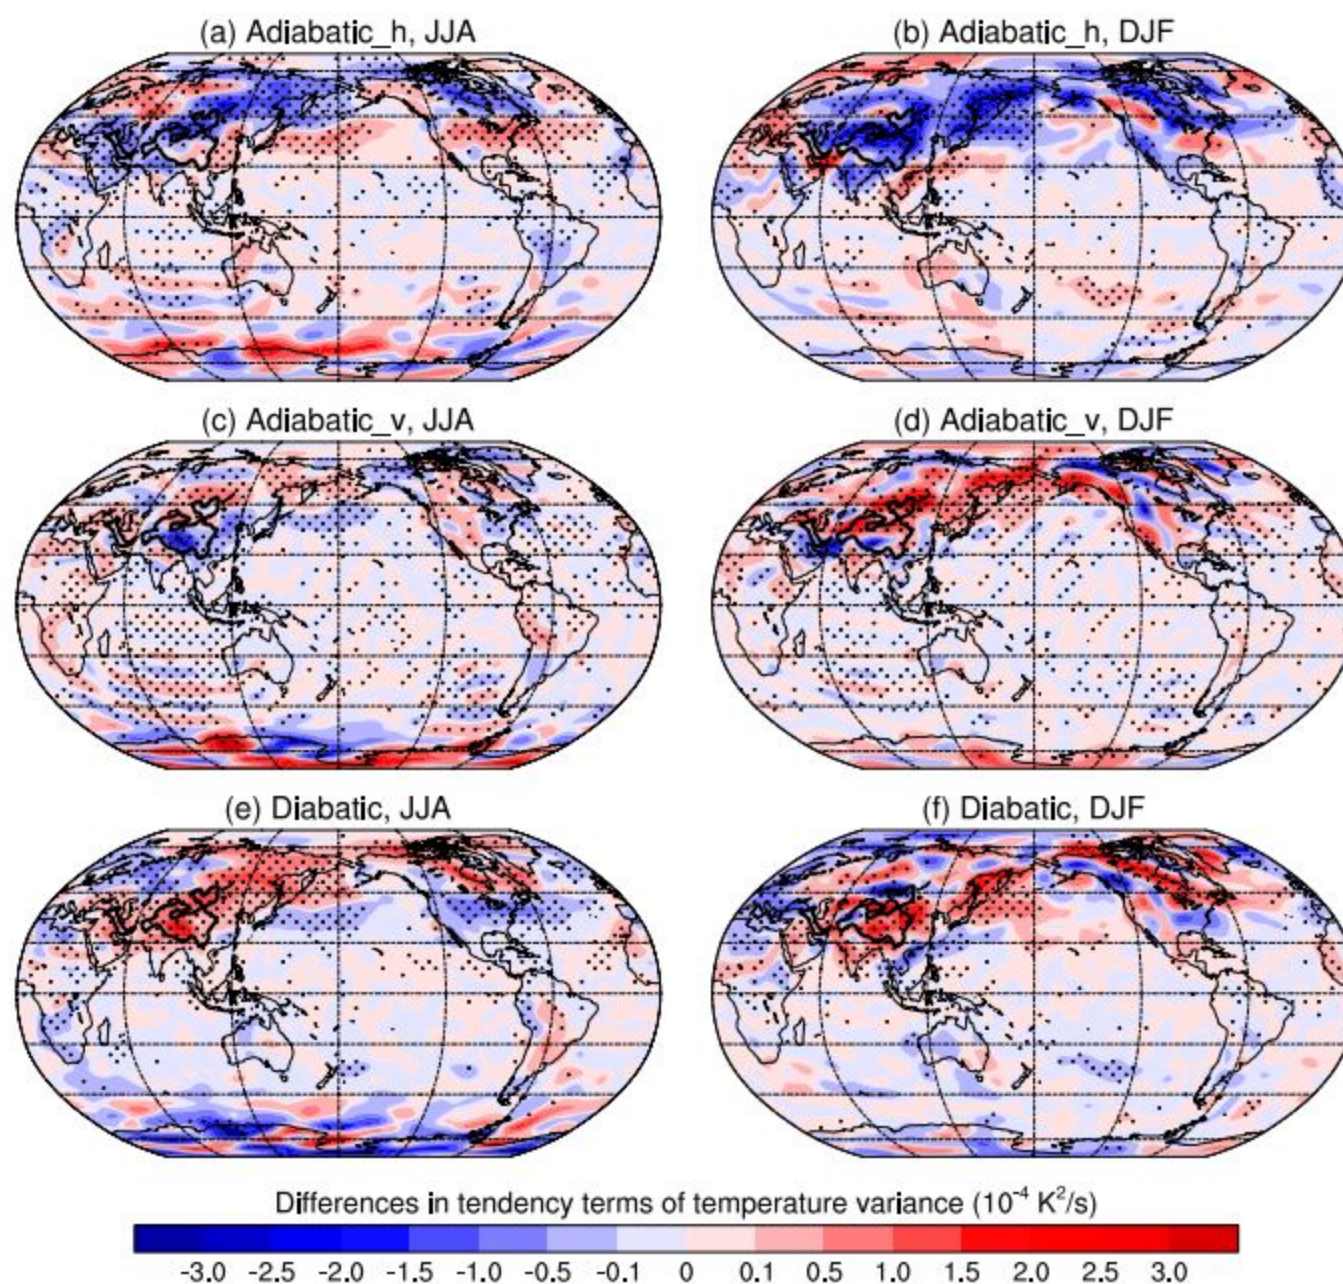 (a) Adiabatic_h, JJA
(b) Adiabatic_h, DJF
(c) Adiabatic_v, JJA
(d) Adiabatic_v, DJF
(e) Diabatic, JJA
(f) Diabatic, DJF
Differences in tendency terms of temperature variance (10⁻⁴ K²/s)
-3.0 -2.5 -2.0 -1.5 -1.0 -0.5 -0.1 0 0.1 0.5 1.0 1.5 2.0 2.5 3.0